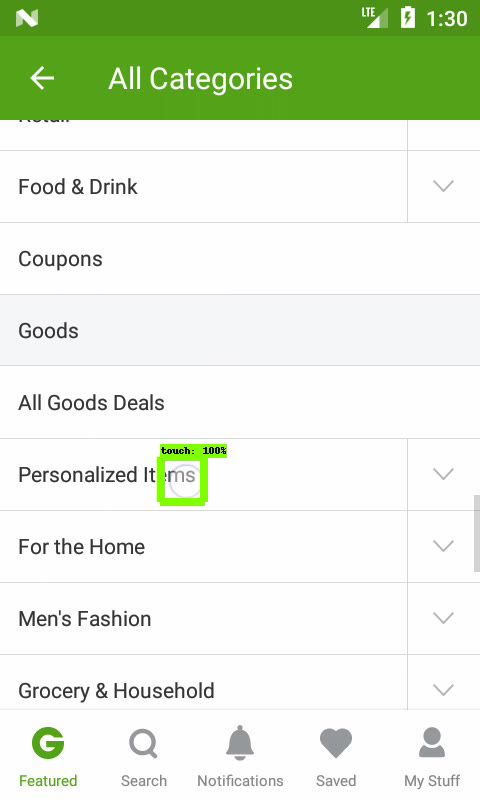 LTE 1:30
All Categories
Retail
Food & Drink
Coupons
Goods
All Goods Deals
touch: 100%
Personalized Items
For the Home
Men's Fashion
Grocery & Household
Featured Search Notifications Saved My Stuff